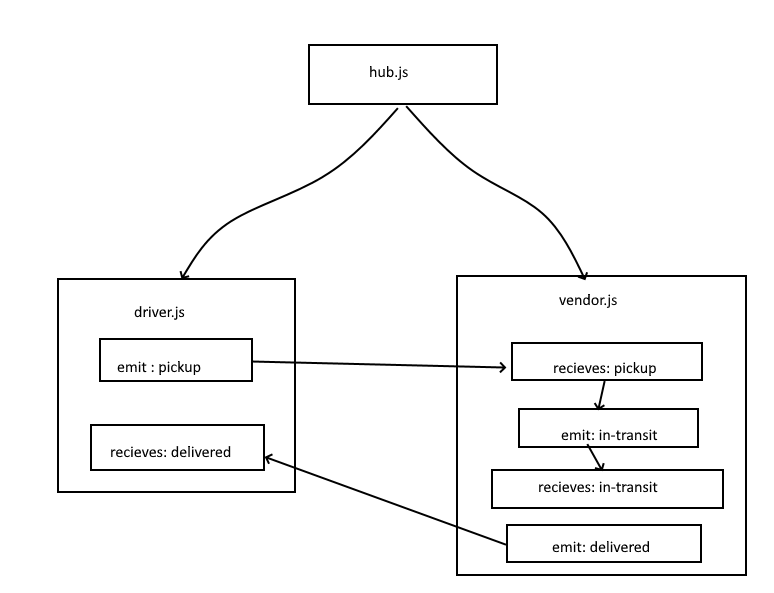 hub.js
driver.js
emit : pickup
recieves: delivered
vendor.js
recieves: pickup
emit: in-transit
recieves: in-transit
emit: delivered